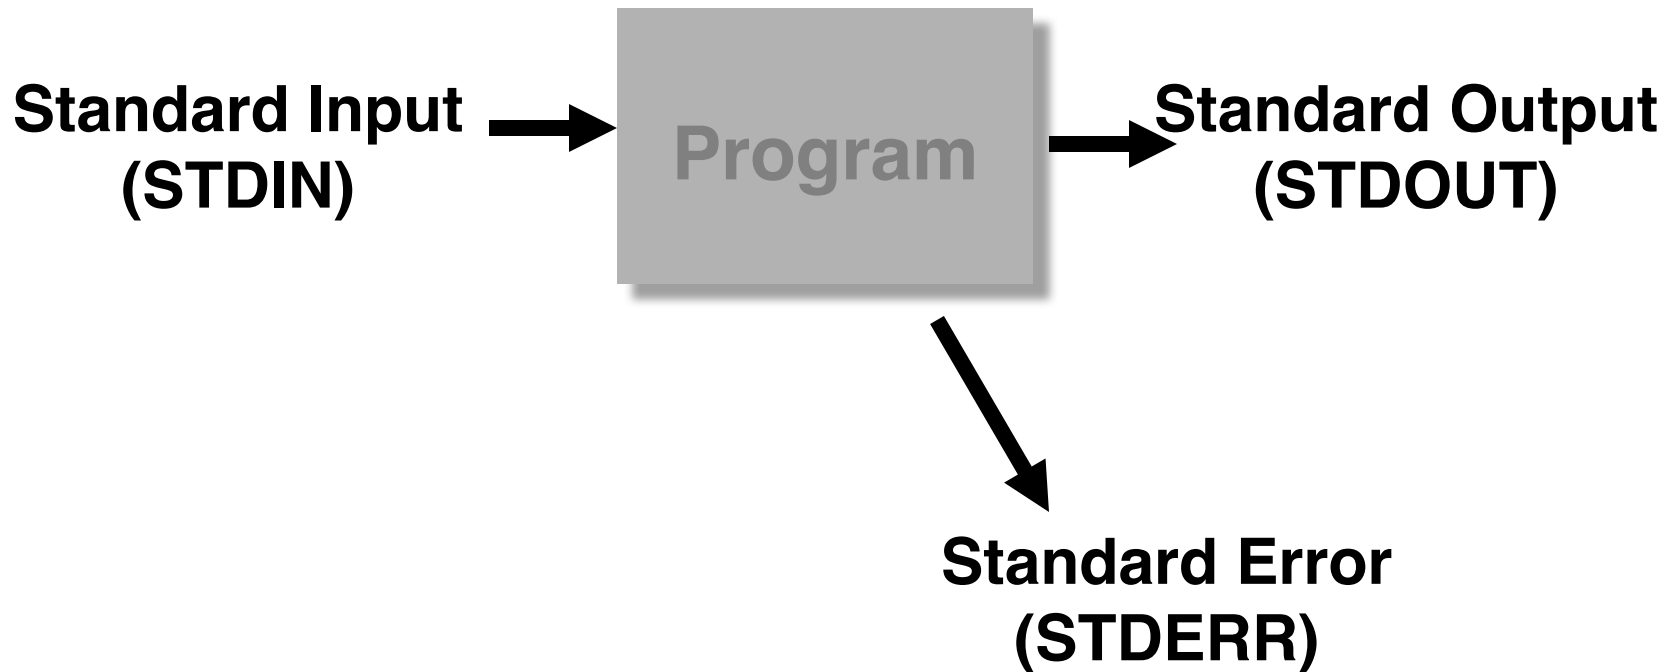 Standard Input
(STDIN)
Program
Standard Output
(STDOUT)
Standard Error
(STDERR)